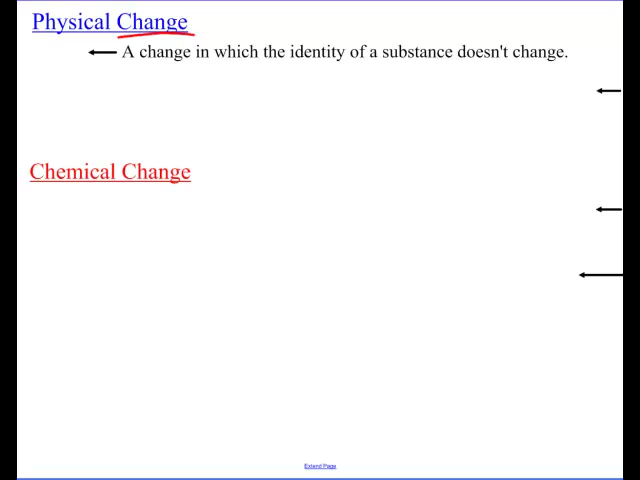 Physical Change
A change in which the identity of a substance doesn't change.
Chemical Change
Extend Page